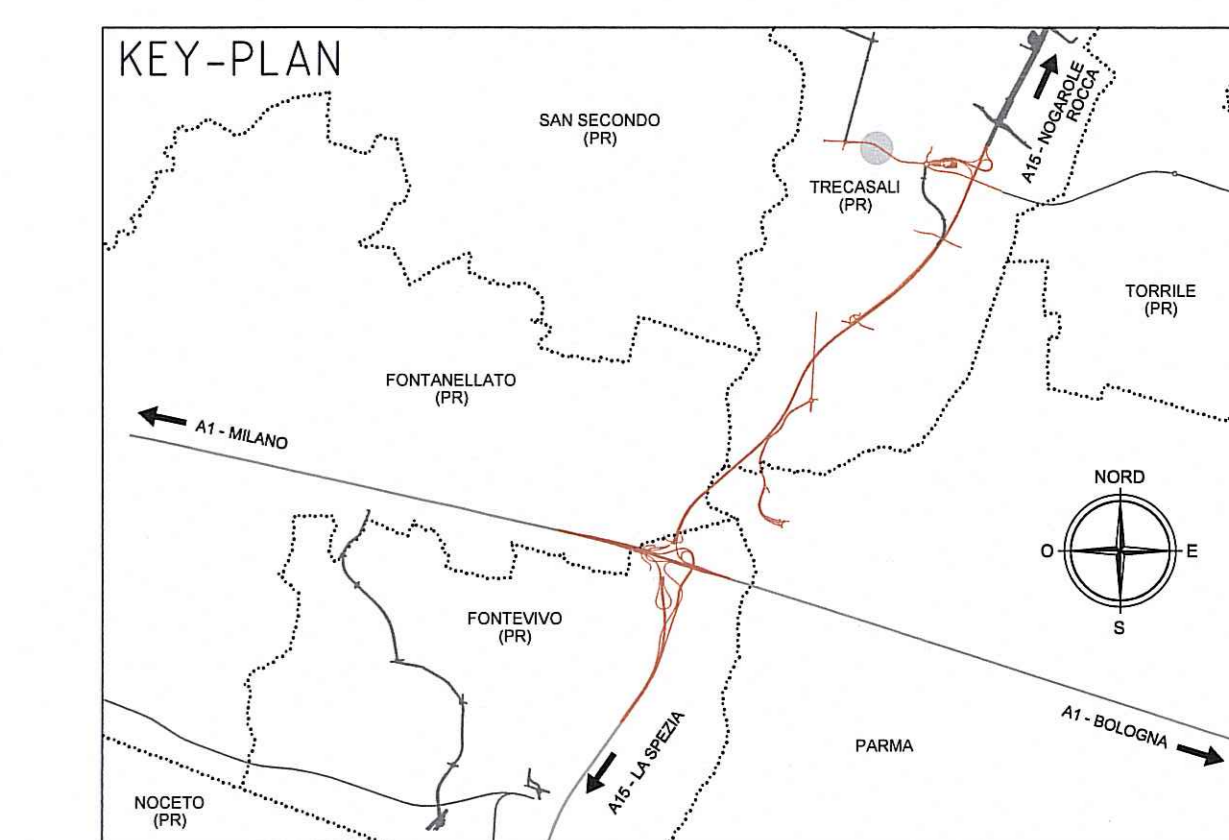 KEY-PLAN
SAN SECONDO
(PR)
A15 - NOGAROLE
ROCCA
TRECASALI
(PR)
TORRILE
(PR)
FONTANELLATO
(PR)
A1 - MILANO
NORD
O
E
S
FONTEVIVO
(PR)
A15 - LA SPEZIA
A1 - BOLOGNA
PARMA
NOCETO
(PR)